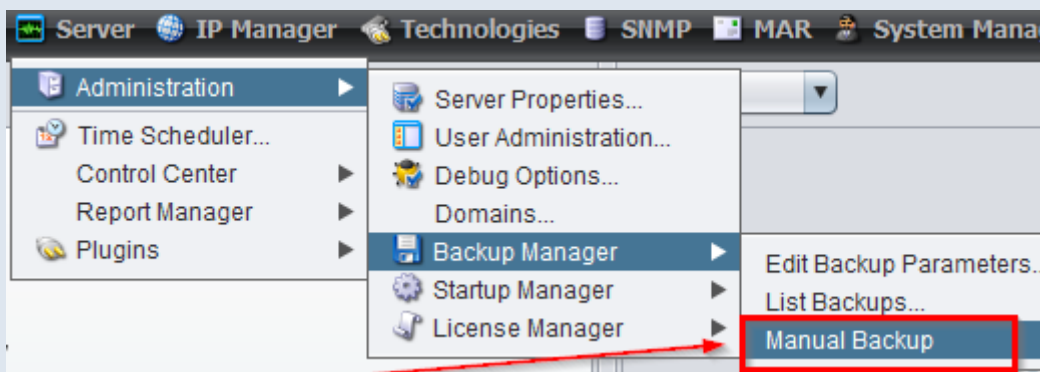 Server IP Manager Technologies SNMP MAR System Mana
Administration
Time Scheduler...
Control Center
Report Manager
Plugins
Server Properties...
User Administration...
Debug Options...
Domains...
Backup Manager
Startup Manager
License Manager
Edit Backup Parameters..
List Backups...
Manual Backup